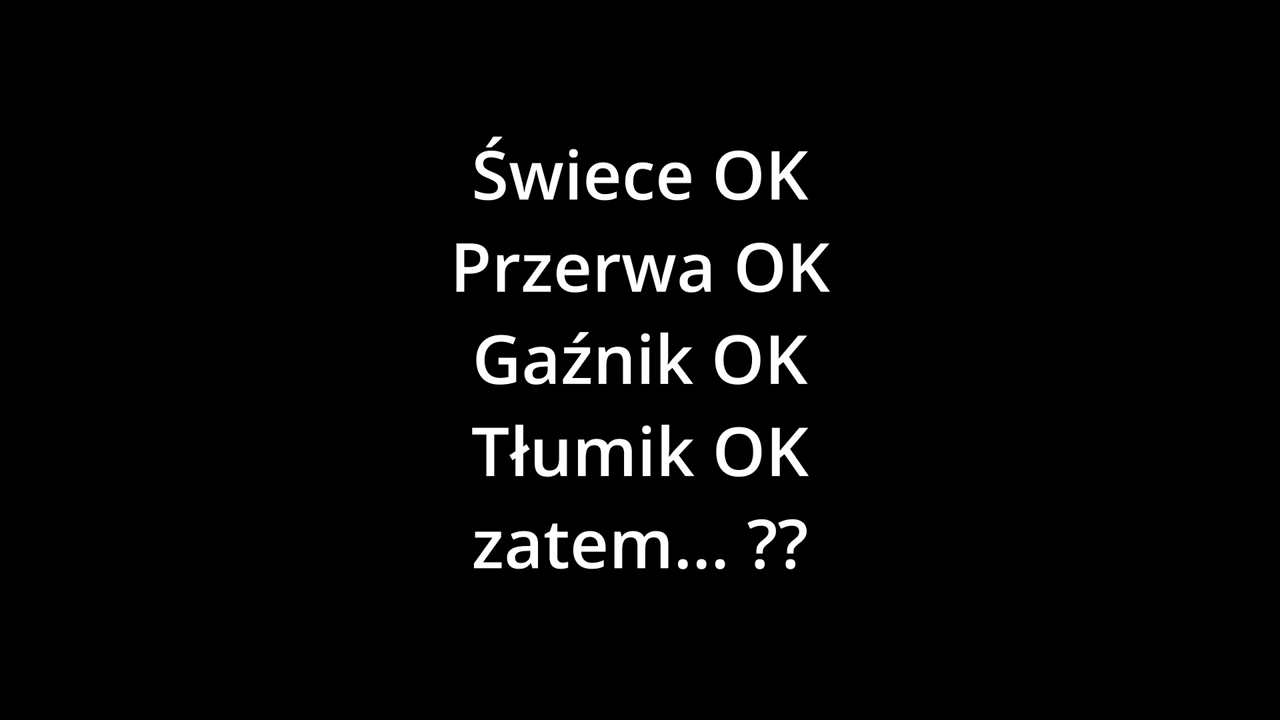 Świece OK
Przerwa OK
Gaźnik OK
Tłumik OK
zatem... ??